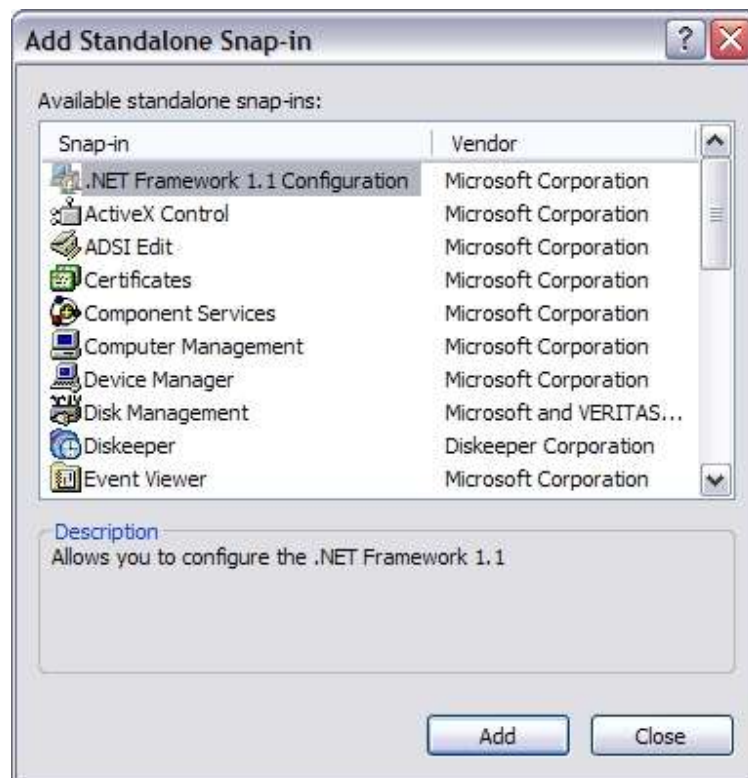 Add Standalone Snap-in
Available standalone snap-ins:
Snap-in Vendor
.NET Framework 1.1 Configuration Microsoft Corporation
ActiveX Control Microsoft Corporation
ADSI Edit Microsoft Corporation
Certificates Microsoft Corporation
Component Services Microsoft Corporation
Computer Management Microsoft Corporation
Device Manager Microsoft Corporation
Disk Management Microsoft and VERITAS...
Diskeeper Diskeeper Corporation
Event Viewer Microsoft Corporation
Description
Allows you to configure the .NET Framework 1.1
Add Close